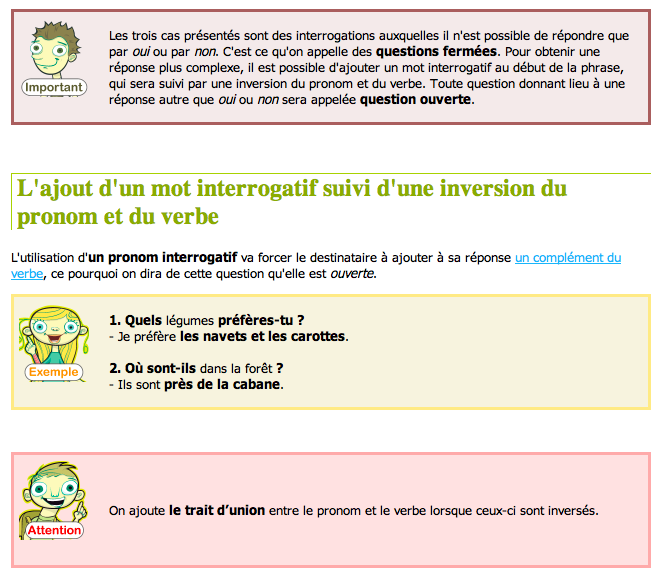 Les trois cas présentés sont des interrogations auxquelles il n'est possible de répondre que
par oui ou par non. C'est ce qu'on appelle des questions fermées. Pour obtenir une
réponse plus complexe, il est possible d'ajouter un mot interrogatif au début de la phrase,
qui sera suivi par une inversion du pronom et du verbe. Toute question donnant lieu à une
réponse autre que oui ou non sera appelée question ouverte.
Important
L'ajout d'un mot interrogatif suivi d'une inversion du
pronom et du verbe
L'utilisation d'un pronom interrogatif va forcer le destinataire à ajouter à sa réponse un complément du
verbe, ce pourquoi on dira de cette question qu'elle est ouverte.
1. Quels légumes préfères-tu ?
- Je préfère les navets et les carottes.
2. Où sont-ils dans la forêt ?
- Ils sont près de la cabane.
Exemple
On ajoute le trait d’union entre le pronom et le verbe lorsque ceux-ci sont inversés.
Attention